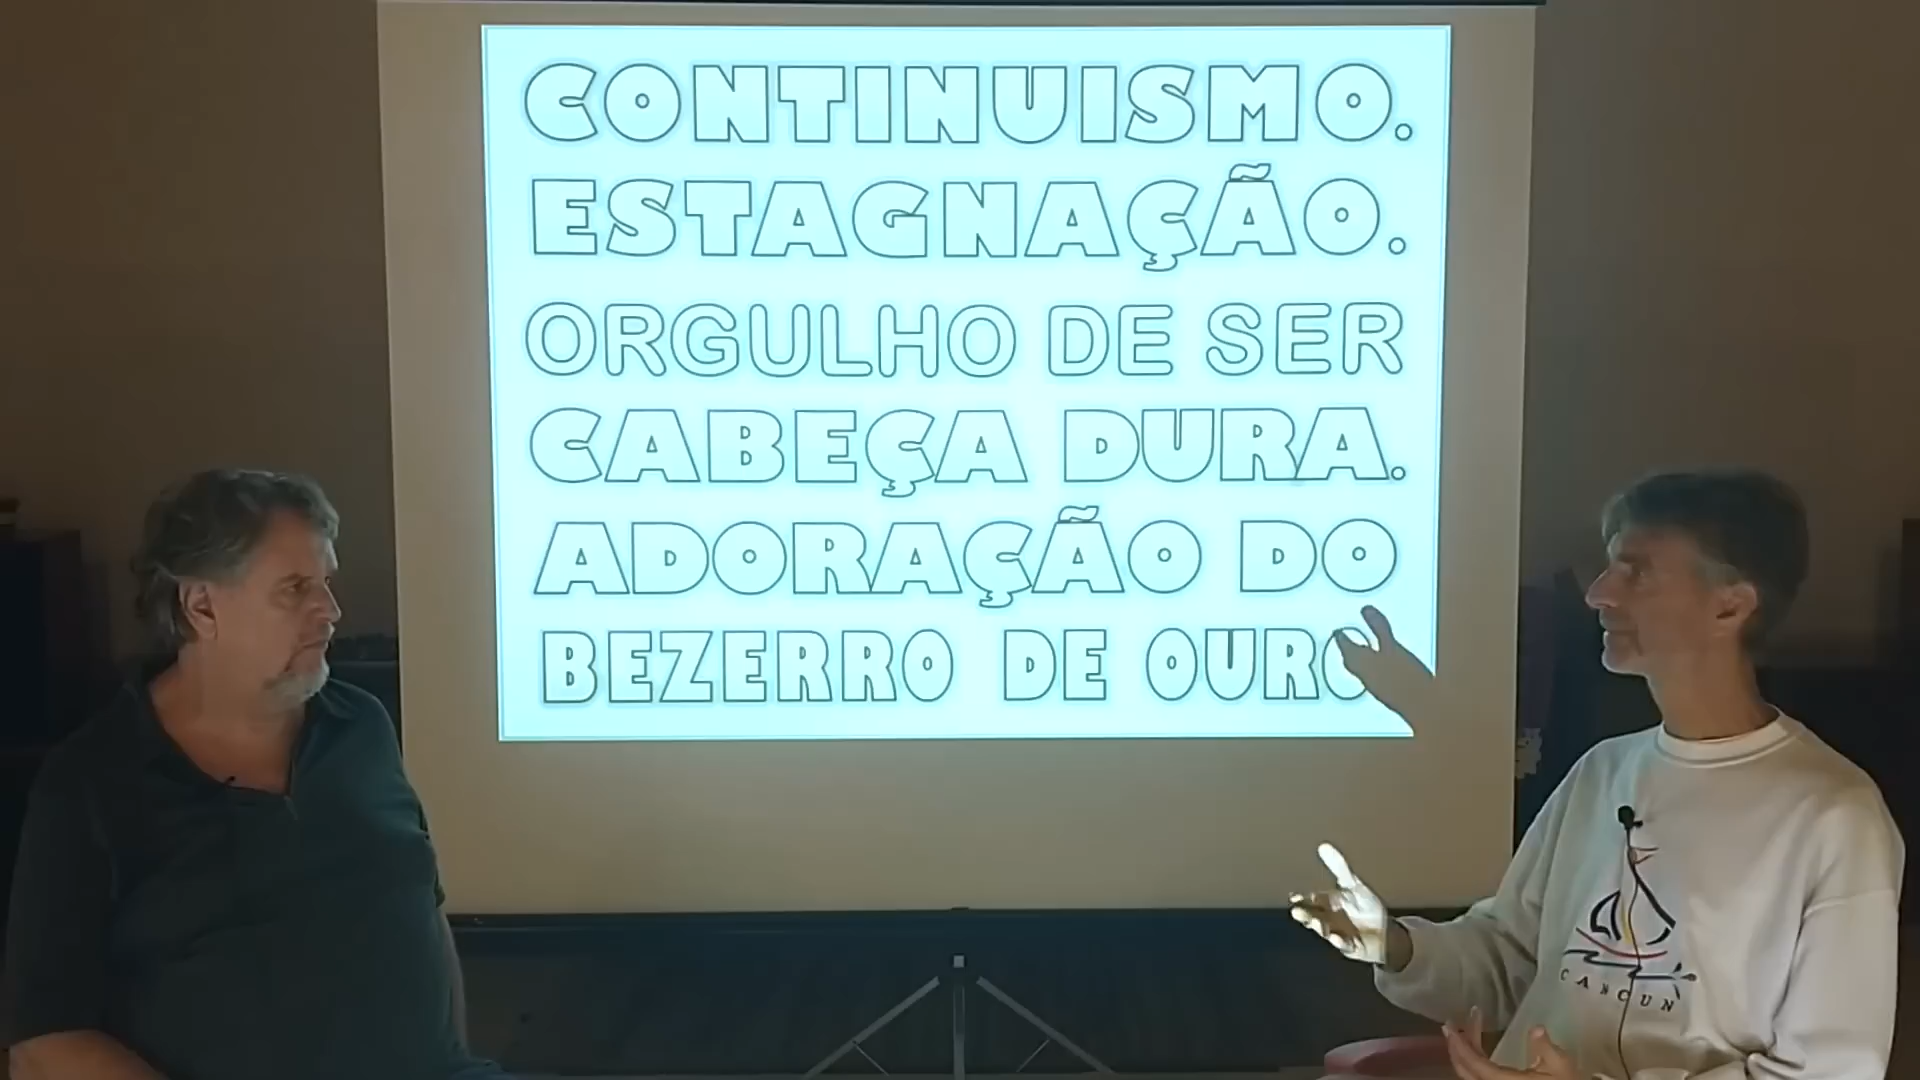 CONTINUISMO.
ESTAGNAÇÃO.
ORGULHO DE SER
CABEÇA DURA.
ADORAÇÃO DO
BEZERRO DE OURO
CANCUN